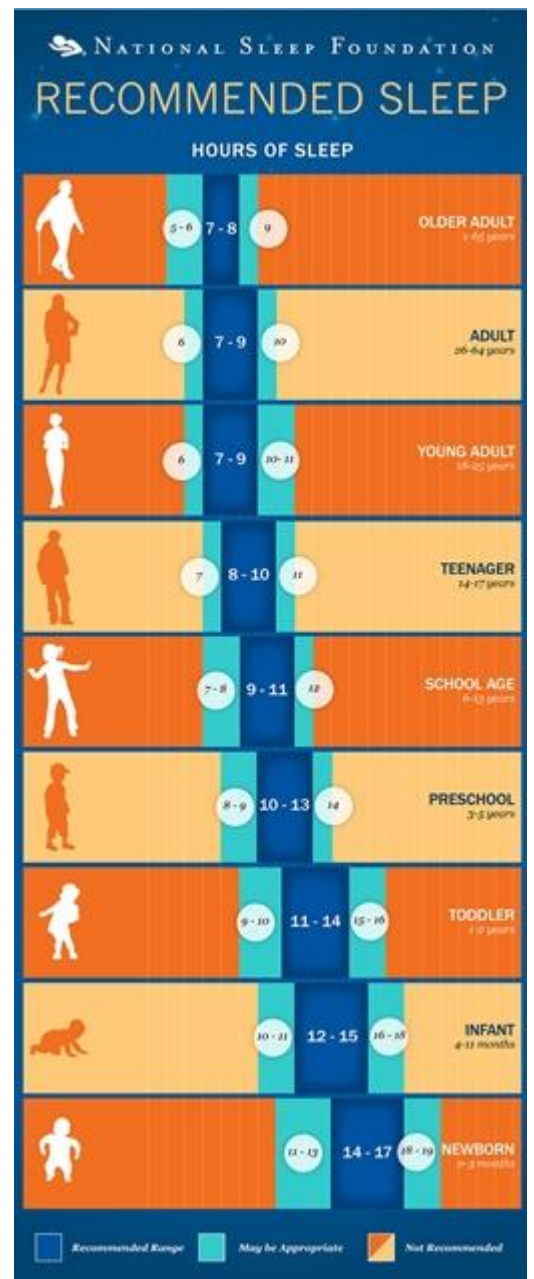 NATIONAL SLEEP FOUNDATION
RECOMMENDED SLEEP
HOURS OF SLEEP
5-6 7-8 9 OLDER ADULT
≥ 65 years
6 7-9 10 ADULT
26-64 years
6 7-9 10-11 YOUNG ADULT
18-25 years
7 8-10 11 TEENAGER
14-17 years
7-8 9-11 12 SCHOOL AGE
6-13 years
8-9 10-13 14 PRESCHOOL
3-5 years
9-10 11-14 15-16 TODDLER
1-2 years
10-11 12-15 16-18 INFANT
4-11 months
11-13 14-17 18-19 NEWBORN
0-3 months
Recommended Range May be Appropriate Not Recommended